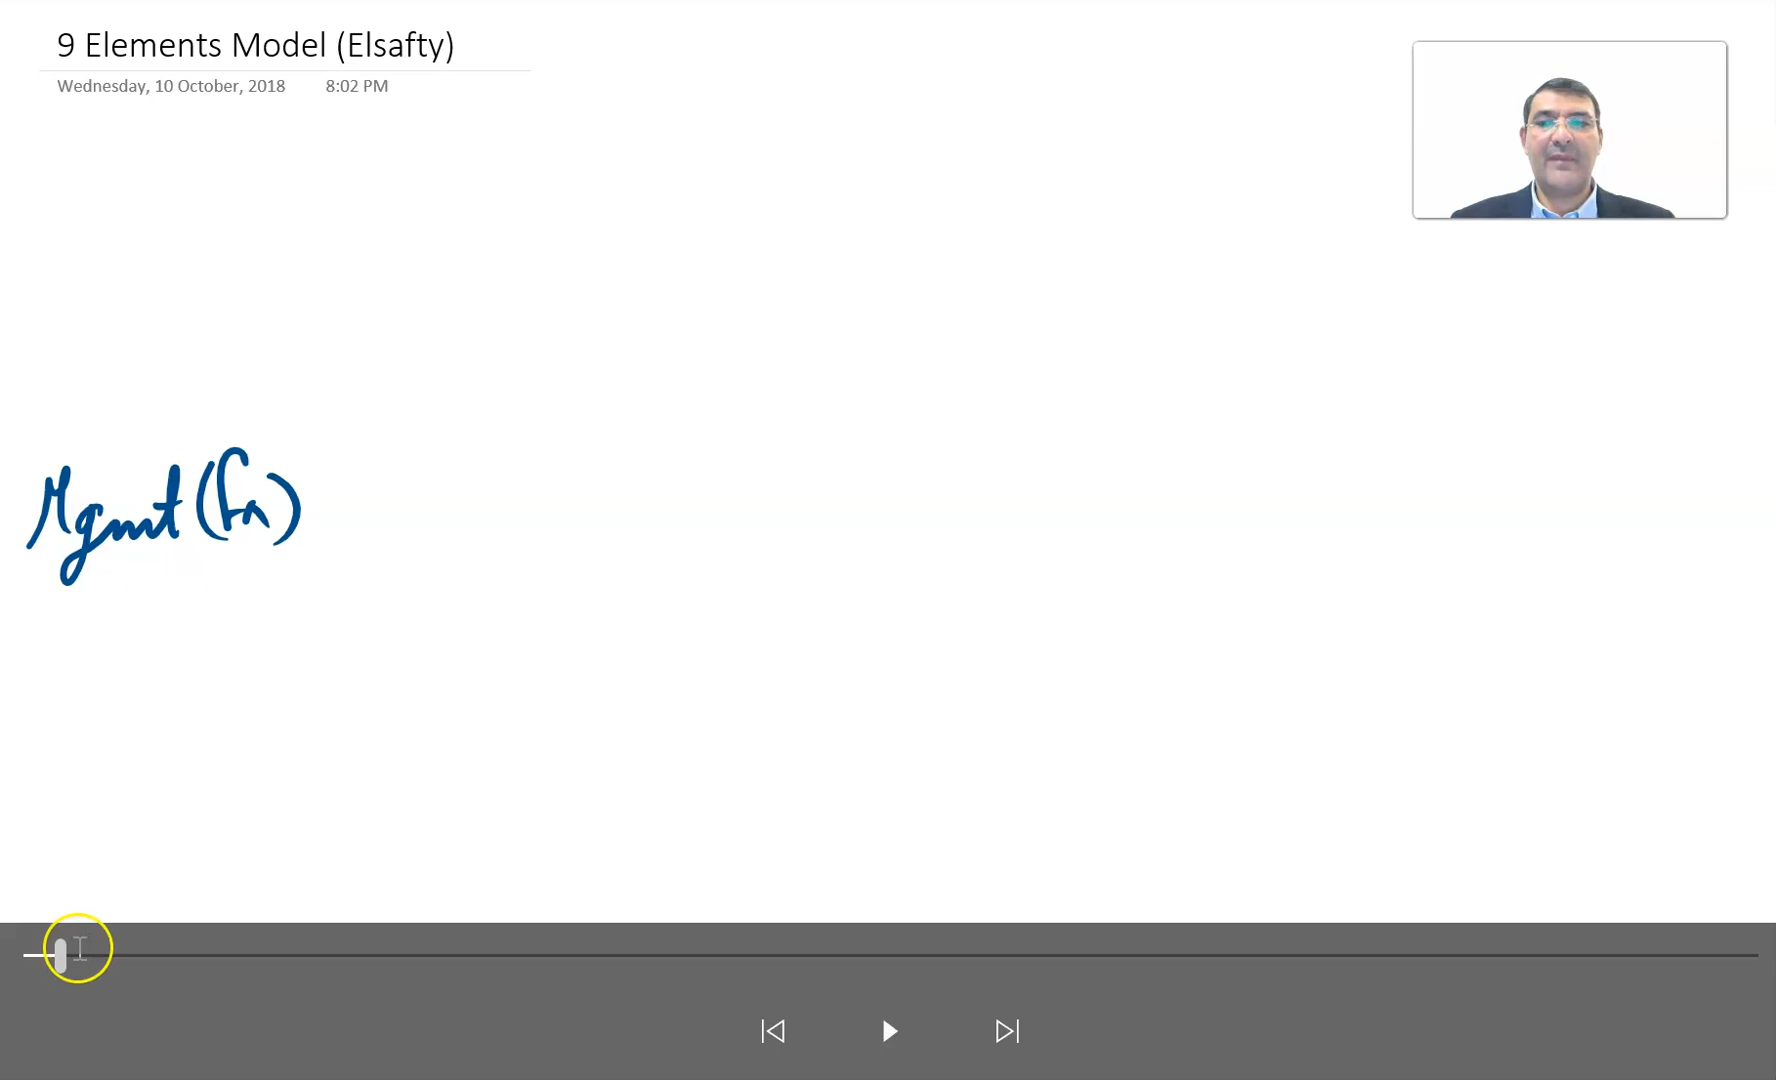 9 Elements Model (Elsafty)
Wednesday, 10 October, 2018 8:02 PM
Mgmt (Fn)